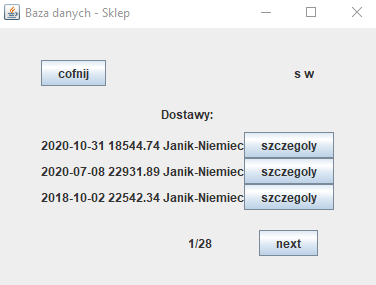 Baza danych - Sklep
cofnij s w
Dostawy:
2020-10-31 18544.74 Janik-Niemiec szczegoly
2020-07-08 22931.89 Janik-Niemiec szczegoly
2018-10-02 22542.34 Janik-Niemiec szczegoly
1/28 next